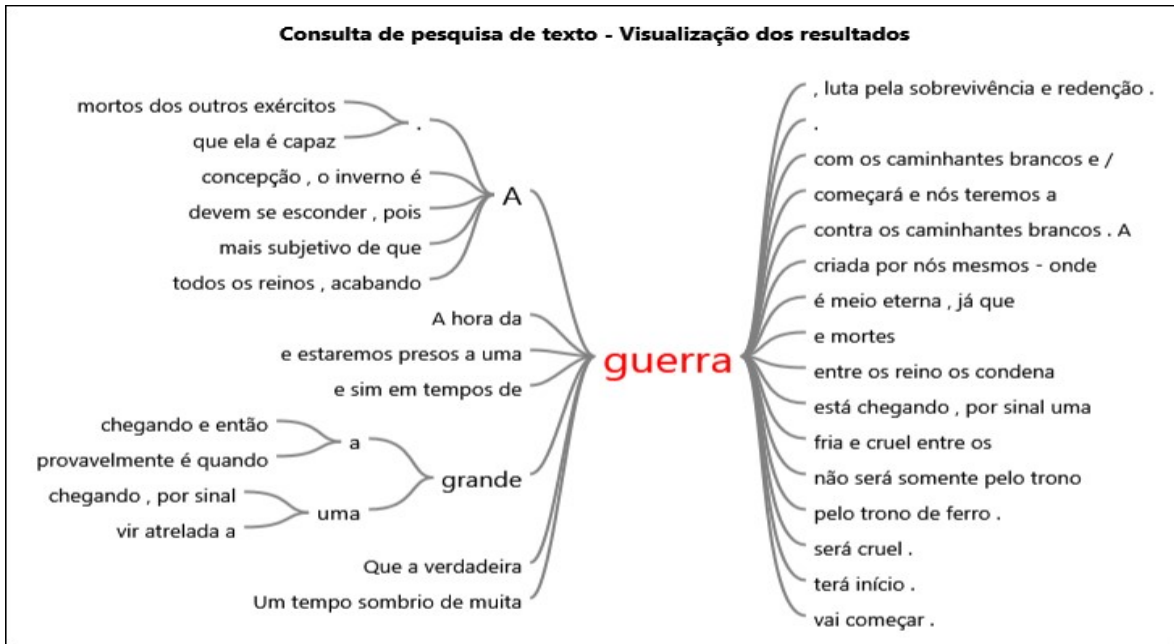 Consulta de pesquisa de texto - Visualização dos resultados
mortos dos outros exércitos
que ela é capaz
.
concepção , o inverno é
devem se esconder , pois
mais subjetivo de que
todos os reinos , acabando
A
A hora da
e estaremos presos a uma
e sim em tempos de
chegando e então
provavelmente é quando
a
chegando , por sinal
vir atrelada a
uma
grande
Que a verdadeira
Um tempo sombrio de muita
guerra
, luta pela sobrevivência e redenção .
.
com os caminhantes brancos e /
começará e nós teremos a
contra os caminhantes brancos . A
criada por nós mesmos - onde
é meio eterna , já que
e mortes
entre os reino os condena
está chegando , por sinal uma
fria e cruel entre os
não será somente pelo trono
pelo trono de ferro .
será cruel .
terá início .
vai começar .